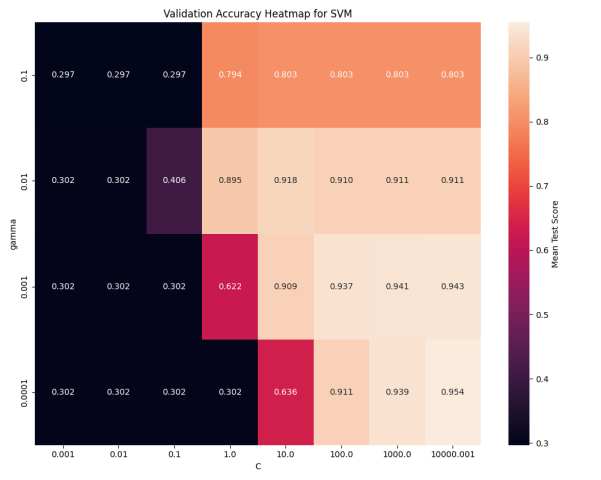 Validation Accuracy Heatmap for SVM
gamma
0.1
0.297 0.297 0.297 0.794 0.803 0.803 0.803 0.803
0.01
0.302 0.302 0.406 0.895 0.918 0.910 0.911 0.911
0.001
0.302 0.302 0.302 0.622 0.909 0.937 0.941 0.943
0.0001
0.302 0.302 0.302 0.302 0.636 0.911 0.939 0.954
0.001 0.01 0.1 1.0 10.0 100.0 1000.0 10000.001
C
0.9
0.8
0.7
0.6
0.5
0.4
0.3
Mean Test Score